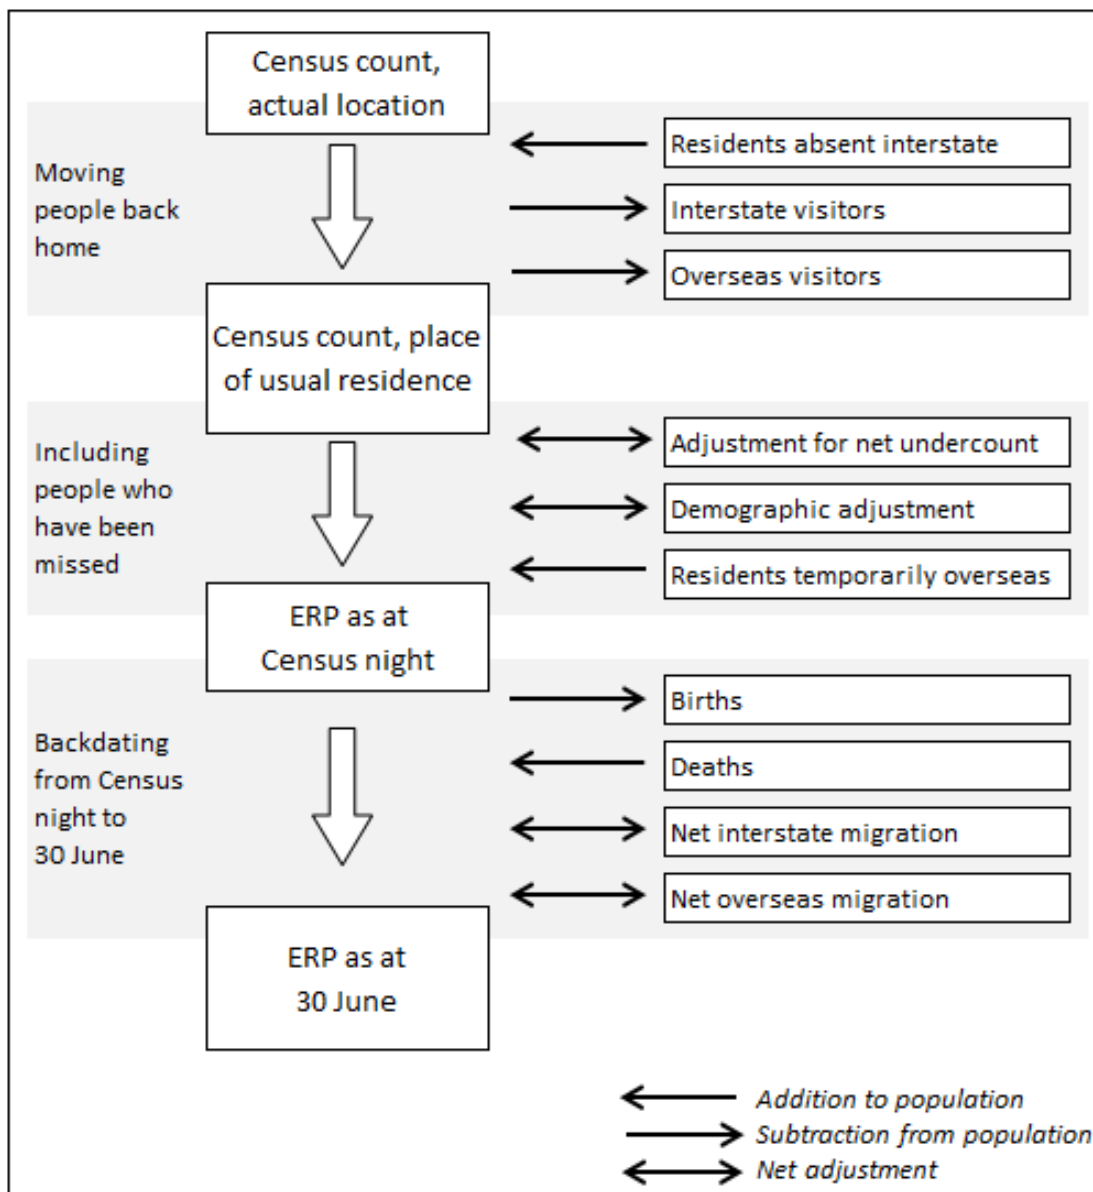 Census count,
actual location
Moving
people back
home
Residents absent interstate
Interstate visitors
Overseas visitors
Census count, place
of usual residence
Including
people who
have been
missed
Adjustment for net undercount
Demographic adjustment
Residents temporarily overseas
ERP as at
Census night
Backdating
from Census
night to
30 June
Births
Deaths
Net interstate migration
Net overseas migration
ERP as at
30 June
Addition to population
Subtraction from population
Net adjustment